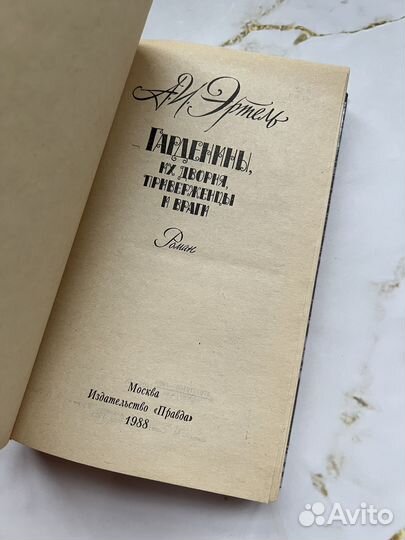 А.И. Эртель
Гарденины,
их дворня,
приверженцы
и враги
Роман
Москва
Издательство «Правда»
1988
Avito